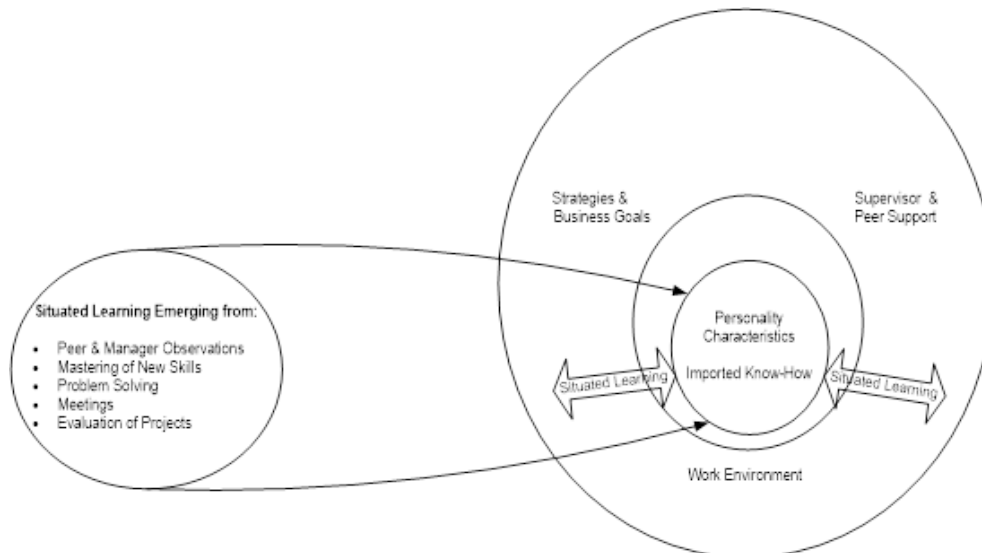 Situated Learning Emerging from:
• Peer & Manager Observations
• Mastering of New Skills
• Problem Solving
• Meetings
• Evaluation of Projects
Strategies &
Business Goals
Supervisor &
Peer Support
Personality
Characteristics
Imported Know-How
Situated Learning
Situated Learning
Work Environment